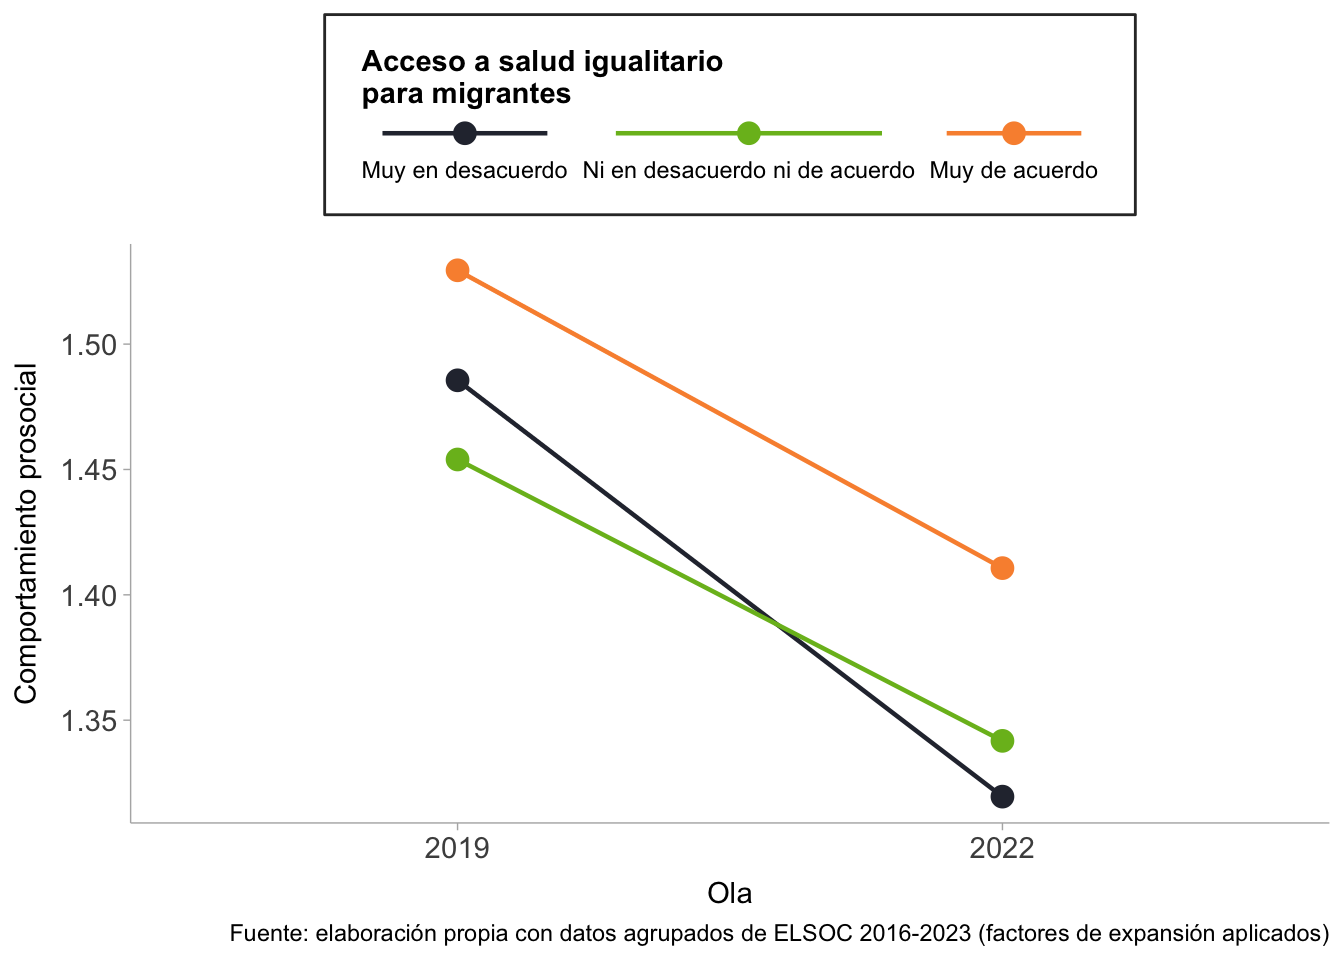 Acceso a salud igualitario
para migrantes
Muy en desacuerdo Ni en desacuerdo ni de acuerdo Muy de acuerdo
Comportamiento prosocial
1.50
1.45
1.40
1.35
2019 2022
Ola
Fuente: elaboración propia con datos agrupados de ELSOC 2016-2023 (factores de expansión aplicados)